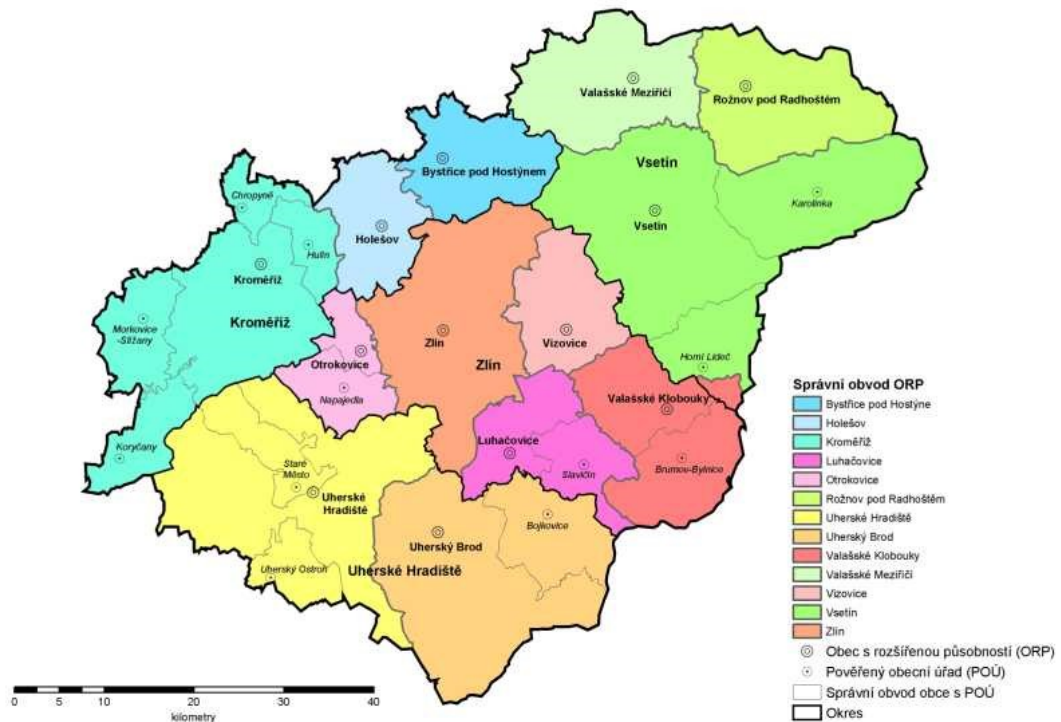 Valašské Meziříčí
Rožnov pod Radhoštěm
Bystřice pod Hostýnem
Vsetín
Karolinka
Chropyně
Holešov
Vsetín
Hulín
Kroměříž
Kroměříž
Morkovice
-Slížany
Otrokovice
Zlín
Zlín
Vizovice
Horní Lideč
Napajedla
Valašské Klobouky
Koryčany
Luhačovice
Slavičín
Brumov-Bylnice
Staré
Město
Uherské
Hradiště
Bojkovice
Uherský Brod
Uherské Hradiště
Uherský Ostroh
Správní obvod ORP
Bystřice pod Hostýne
Holešov
Kroměříž
Luhačovice
Otrokovice
Rožnov pod Radhoštěm
Uherské Hradiště
Uherský Brod
Valašské Klobouky
Valašské Meziříčí
Vizovice
Vsetín
Zlín
Obec s rozšířenou působností (ORP)
Pověřený obecní úřad (POÚ)
Správní obvod obce s POÚ
Okres
0 5 10 20 30 40
kilometry